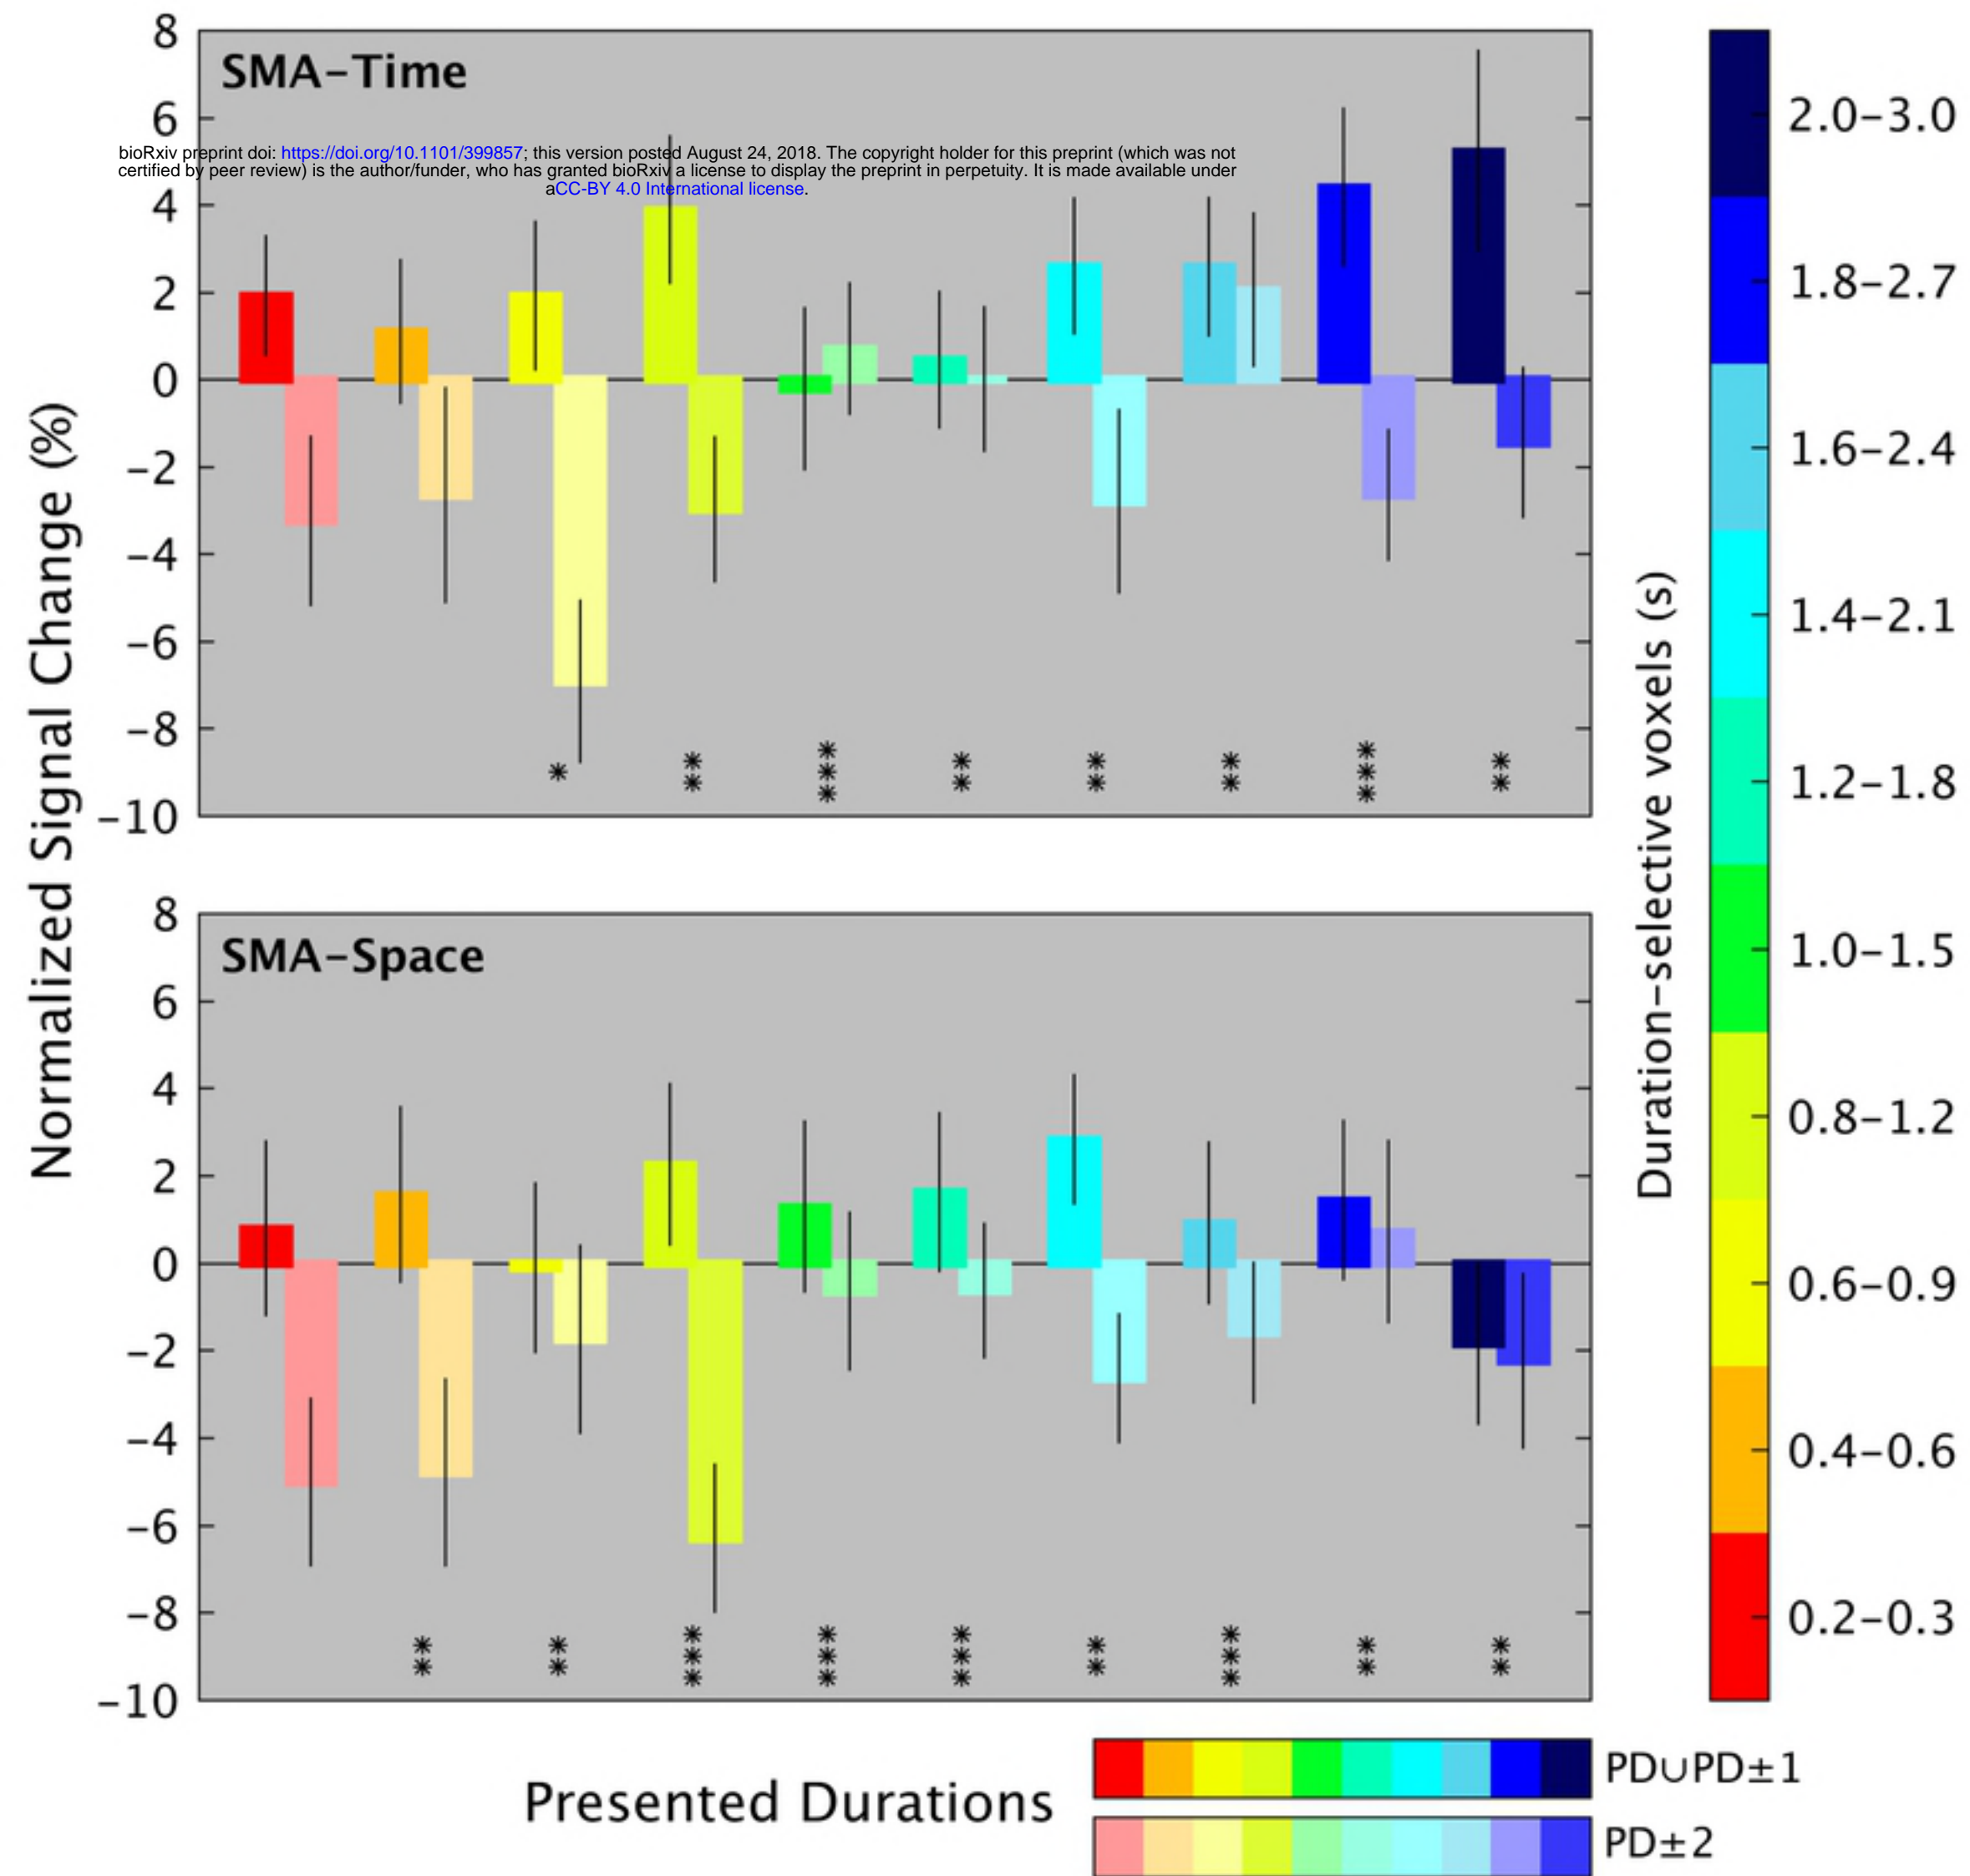 8
SMA-Time
6
bioRxiv preprint doi: https://doi.org/10.1101/399857; this version posted August 24, 2018. The copyright holder for this preprint (which was not
certified by peer review) is the author/funder, who has granted bioRxiv a license to display the preprint in perpetuity. It is made available under
aCC-BY 4.0 International license.
4
2
0
-2
-4
-6
-8
-10
* ** *** ** ** ** *** **
8
SMA-Space
6
4
2
0
-2
-4
-6
-8
-10
** ** *** *** *** ** *** ** **
Normalized Signal Change (%)
Presented Durations
PD∪PD±1
PD±2
Duration-selective voxels (s)
2.0-3.0
1.8-2.7
1.6-2.4
1.4-2.1
1.2-1.8
1.0-1.5
0.8-1.2
0.6-0.9
0.4-0.6
0.2-0.3